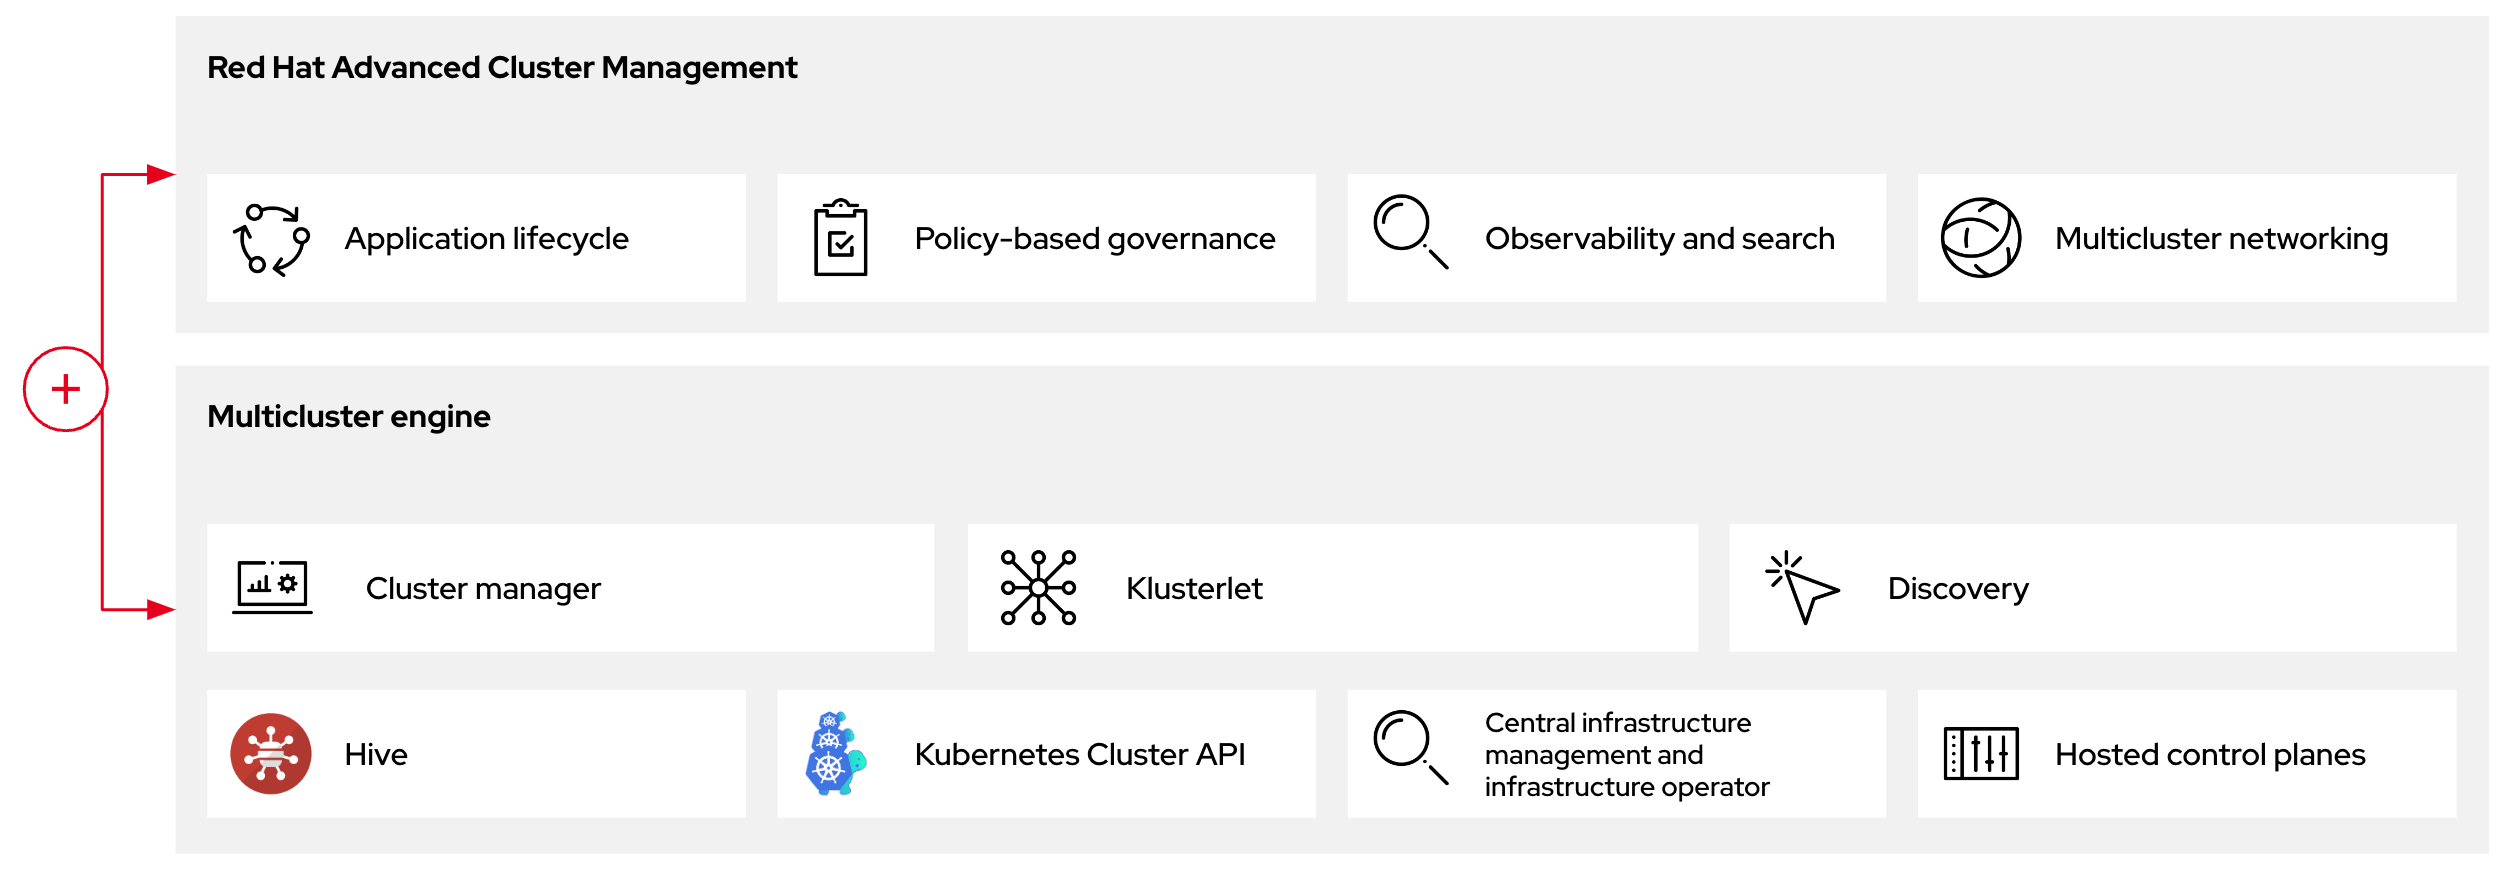 Red Hat Advanced Cluster Management
Application lifecycle
Policy-based governance
Observability and search
Multicluster networking
+
Multicluster engine
Cluster manager
Klusterlet
Discovery
Hive
Kubernetes Cluster API
Central infrastructure
management and
infrastructure operator
Hosted control planes